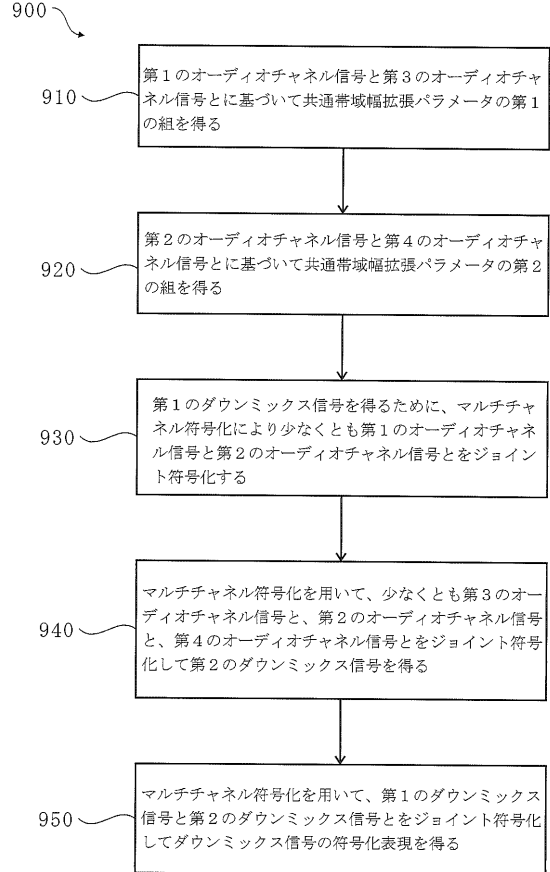 900
910
第1のオーディオチャネル信号と第3のオーディオチャ
ネル信号とに基づいて共通帯域幅拡張パラメータの第1
の組を得る
920
第2のオーディオチャネル信号と第4のオーディオチャ
ネル信号とに基づいて共通帯域幅拡張パラメータの第2
の組を得る
930
第1のダウンミックス信号を得るために、マルチチャ
ネル符号化により少なくとも第1のオーディオチャネ
ル信号と第2のオーディオチャネル信号とをジョイント
符号化する
940
マルチチャネル符号化を用いて、少なくとも第3のオー
ディオチャネル信号と、第2のオーディオチャネル信号
と、第4のオーディオチャネル信号とをジョイント符号
化して第2のダウンミックス信号を得る
950
マルチチャネル符号化を用いて、第1のダウンミックス
信号と第2のダウンミックス信号とをジョイント符号化
してダウンミックス信号の符号化表現を得る